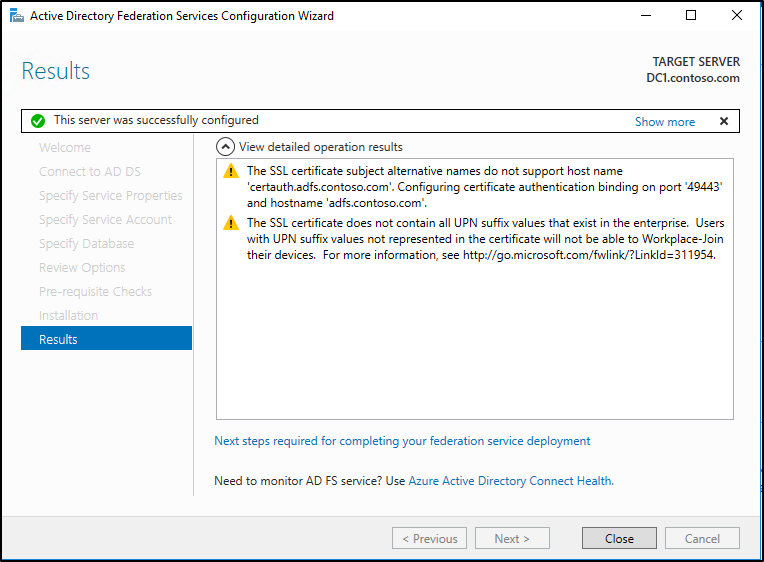 Active Directory Federation Services Configuration Wizard
Results
TARGET SERVER
DC1.contoso.com
This server was successfully configured
Show more
Welcome
Connect to AD DS
Specify Service Properties
Specify Service Account
Specify Database
Review Options
Pre-requisite Checks
Installation
Results
View detailed operation results
The SSL certificate subject alternative names do not support host name
'certauth.adfs.contoso.com'. Configuring certificate authentication binding on port '49443'
and hostname 'adfs.contoso.com'.
The SSL certificate does not contain all UPN suffix values that exist in the enterprise.  Users
with UPN suffix values not represented in the certificate will not be able to Workplace-Join
their devices.  For more information, see http://go.microsoft.com/fwlink/?LinkId=311954.
Next steps required for completing your federation service deployment
Need to monitor AD FS service? Use Azure Active Directory Connect Health.
< Previous
Next >
Close
Cancel